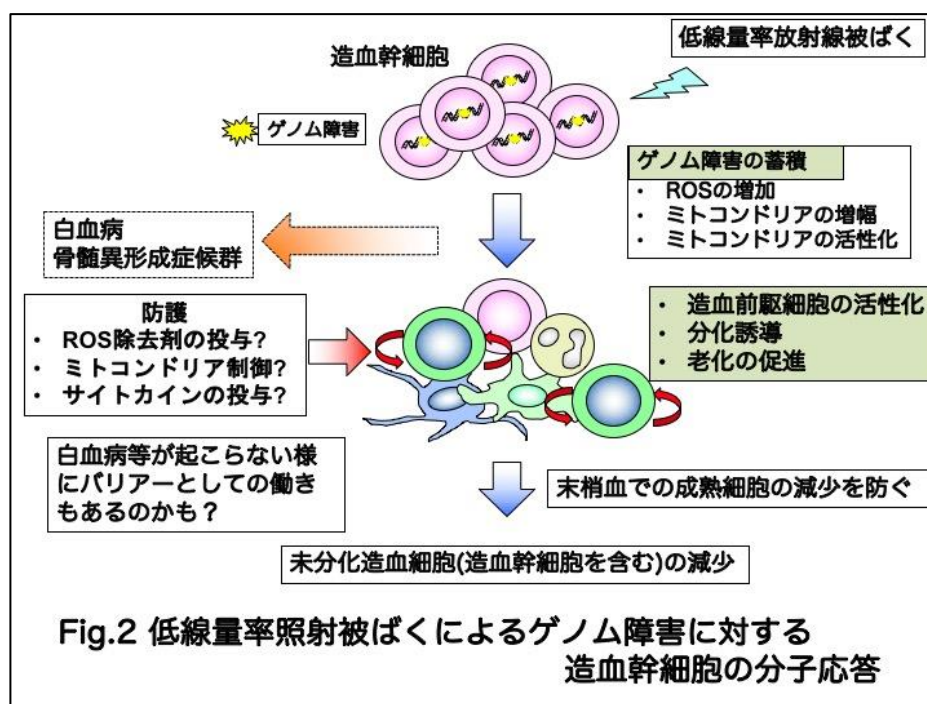 低線量率放射線被ばく
造血幹細胞
ゲノム障害
ゲノム障害の蓄積
・ ROSの増加
・ ミトコンドリアの増幅
・ ミトコンドリアの活性化
白血病
骨髄異形成症候群
防護
・ ROS除去剤の投与?
・ ミトコンドリア制御?
・ サイトカインの投与?
・ 造血前駆細胞の活性化
・ 分化誘導
・ 老化の促進
白血病等が起こらない様
にバリアーとしての働き
もあるのかも？
末梢血での成熟細胞の減少を防ぐ
未分化造血細胞(造血幹細胞を含む)の減少
Fig.2 低線量率照射被ばくによるゲノム障害に対する
造血幹細胞の分子応答